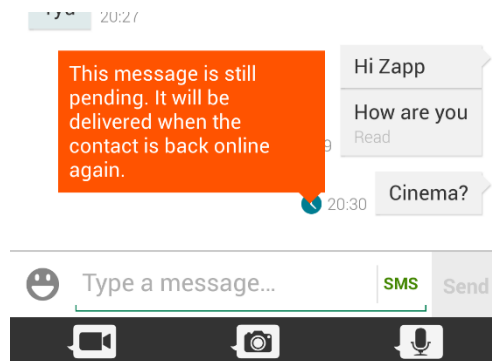 20:27
This message is still
pending. It will be
delivered when the
contact is back online
again.
Hi Zapp
How are you
Read
20:30
Cinema?
Type a message...
SMS
Send